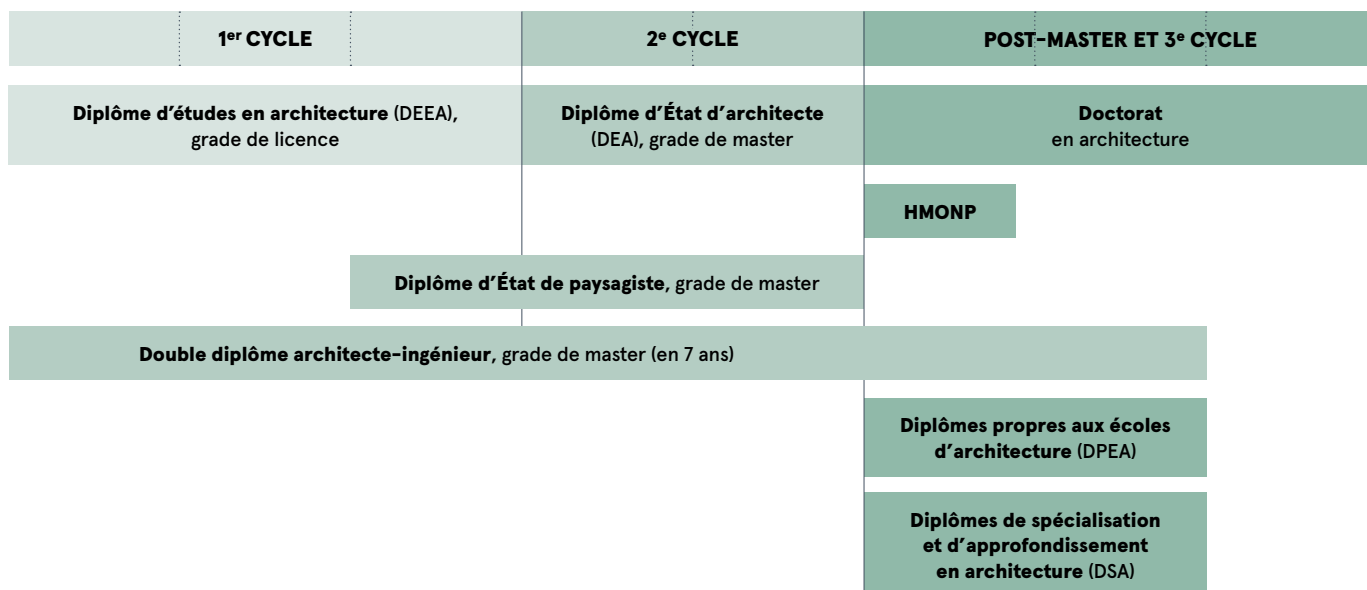 1er CYCLE
2e CYCLE
POST-MASTER ET 3e CYCLE
Diplôme d'études en architecture (DEEA),
grade de licence
Diplôme d'État d'architecte
(DEA), grade de master
Doctorat
en architecture
HMONP
Diplôme d'État de paysagiste, grade de master
Double diplôme architecte-ingénieur, grade de master (en 7 ans)
Diplômes propres aux écoles
d'architecture (DPEA)
Diplômes de spécialisation
et d'approfondissement
en architecture (DSA)